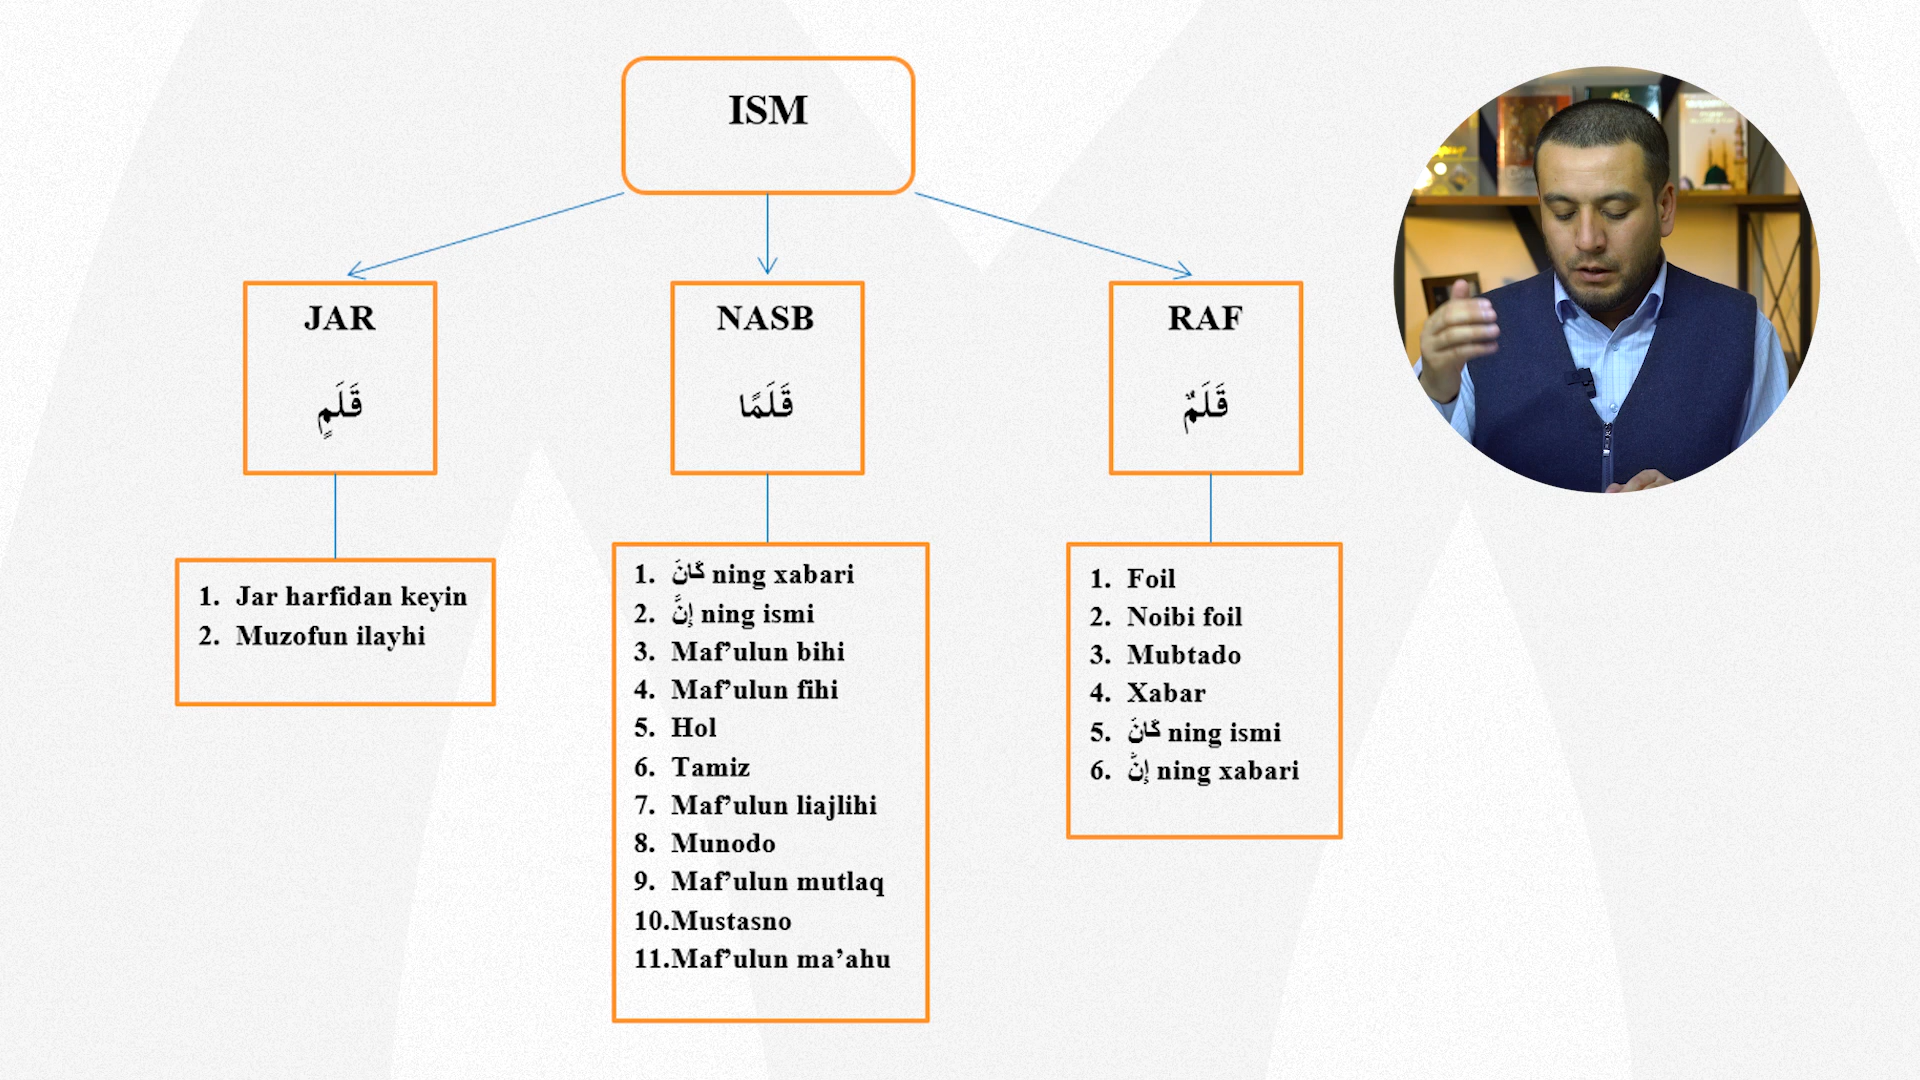 ISM
JAR
قَلَمٍ
1. Jar harfidan keyin
2. Muzofun ilayhi
NASB
قَلَمًا
1. كَانَ ning xabari
2. إِنَّ ning ismi
3. Maf’ulun bihi
4. Maf’ulun fihi
5. Hol
6. Tamiz
7. Maf’ulun liajlihi
8. Munodo
9. Maf’ulun mutlaq
10.Mustasno
11.Maf’ulun ma’ahu
RAF
قَلَمٌ
1. Foil
2. Noibi foil
3. Mubtado
4. Xabar
5. كَانَ ning ismi
6. إِنَّ ning xabari